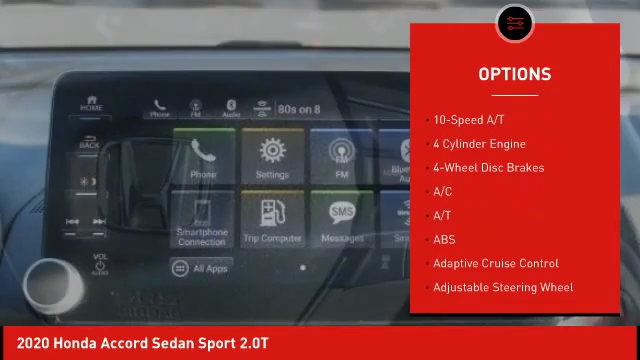 HOME
Phone
FM
Audio
80s on 8
BACK
Phone
Settings
FM
Smartphone
Connection
Trip Computer
SMS
Messages
VOL
AUDIO
All Apps
OPTIONS
10-Speed A/T
4 Cylinder Engine
4-Wheel Disc Brakes
A/C
A/T
ABS
Adaptive Cruise Control
Adjustable Steering Wheel
2020 Honda Accord Sedan Sport 2.0T